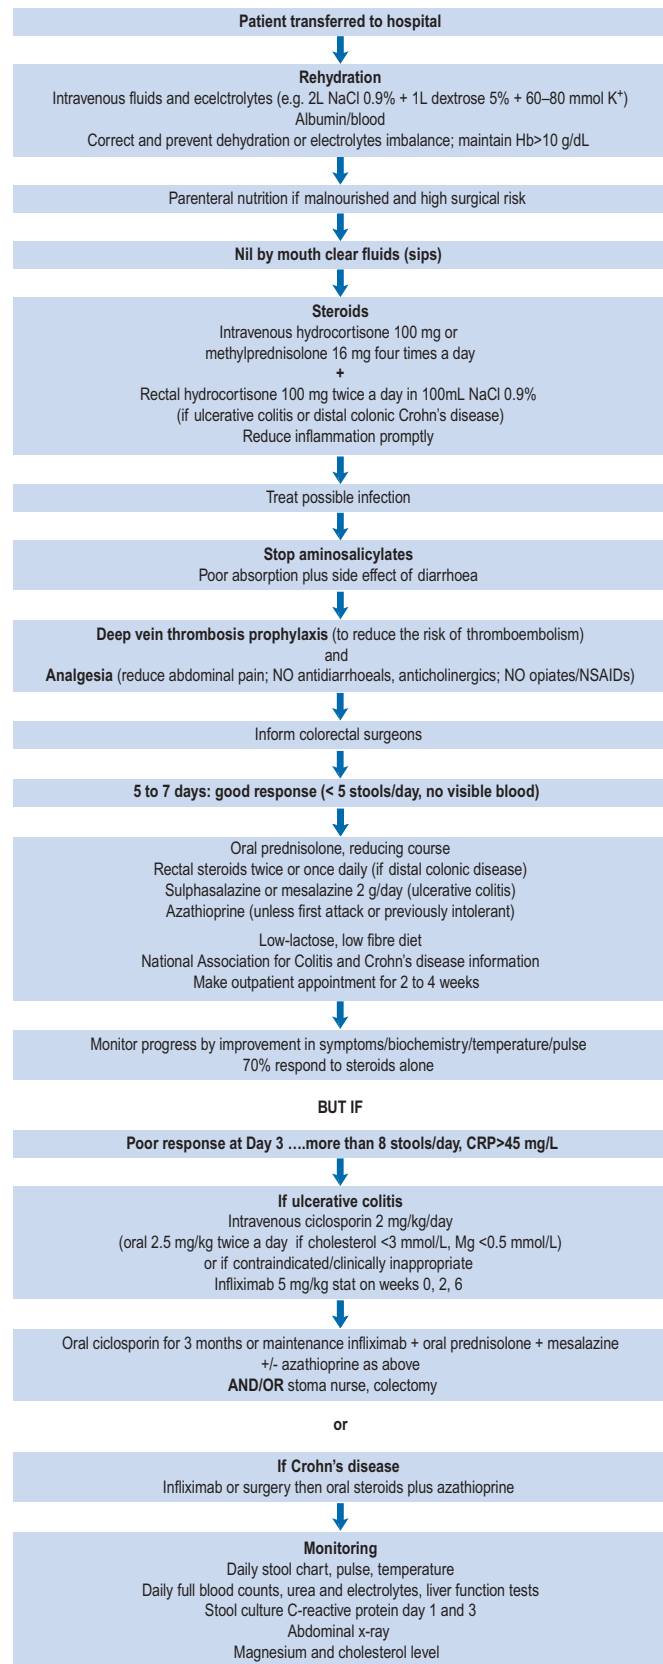 Patient transferred to hospital
Rehydration
Intravenous fluids and ecelctrolytes (e.g. 2L NaCl 0.9% + 1L dextrose 5% + 60–80 mmol K⁺)
Albumin/blood
Correct and prevent dehydration or electrolytes imbalance; maintain Hb>10 g/dL
Parenteral nutrition if malnourished and high surgical risk
Nil by mouth clear fluids (sips)
Steroids
Intravenous hydrocortisone 100 mg or
methylprednisolone 16 mg four times a day
+
Rectal hydrocortisone 100 mg twice a day in 100mL NaCl 0.9%
(if ulcerative colitis or distal colonic Crohn's disease)
Reduce inflammation promptly
Treat possible infection
Stop aminosalicylates
Poor absorption plus side effect of diarrhoea
Deep vein thrombosis prophylaxis (to reduce the risk of thromboembolism)
and
Analgesia (reduce abdominal pain; NO antidiarrhoeals, anticholinergics; NO opiates/NSAIDs)
Inform colorectal surgeons
5 to 7 days: good response (< 5 stools/day, no visible blood)
Oral prednisolone, reducing course
Rectal steroids twice or once daily (if distal colonic disease)
Sulphasalazine or mesalazine 2 g/day (ulcerative colitis)
Azathioprine (unless first attack or previously intolerant)
Low-lactose, low fibre diet
National Association for Colitis and Crohn's disease information
Make outpatient appointment for 2 to 4 weeks
Monitor progress by improvement in symptoms/biochemistry/temperature/pulse
70% respond to steroids alone
BUT IF
Poor response at Day 3 ….more than 8 stools/day, CRP>45 mg/L
If ulcerative colitis
Intravenous ciclosporin 2 mg/kg/day
(oral 2.5 mg/kg twice a day if cholesterol <3 mmol/L, Mg <0.5 mmol/L)
or if contraindicated/clinically inappropriate
Infliximab 5 mg/kg stat on weeks 0, 2, 6
Oral ciclosporin for 3 months or maintenance infliximab + oral prednisolone + mesalazine
+/- azathioprine as above
AND/OR stoma nurse, colectomy
or
If Crohn's disease
Infliximab or surgery then oral steroids plus azathioprine
Monitoring
Daily stool chart, pulse, temperature
Daily full blood counts, urea and electrolytes, liver function tests
Stool culture C-reactive protein day 1 and 3
Abdominal x-ray
Magnesium and cholesterol level